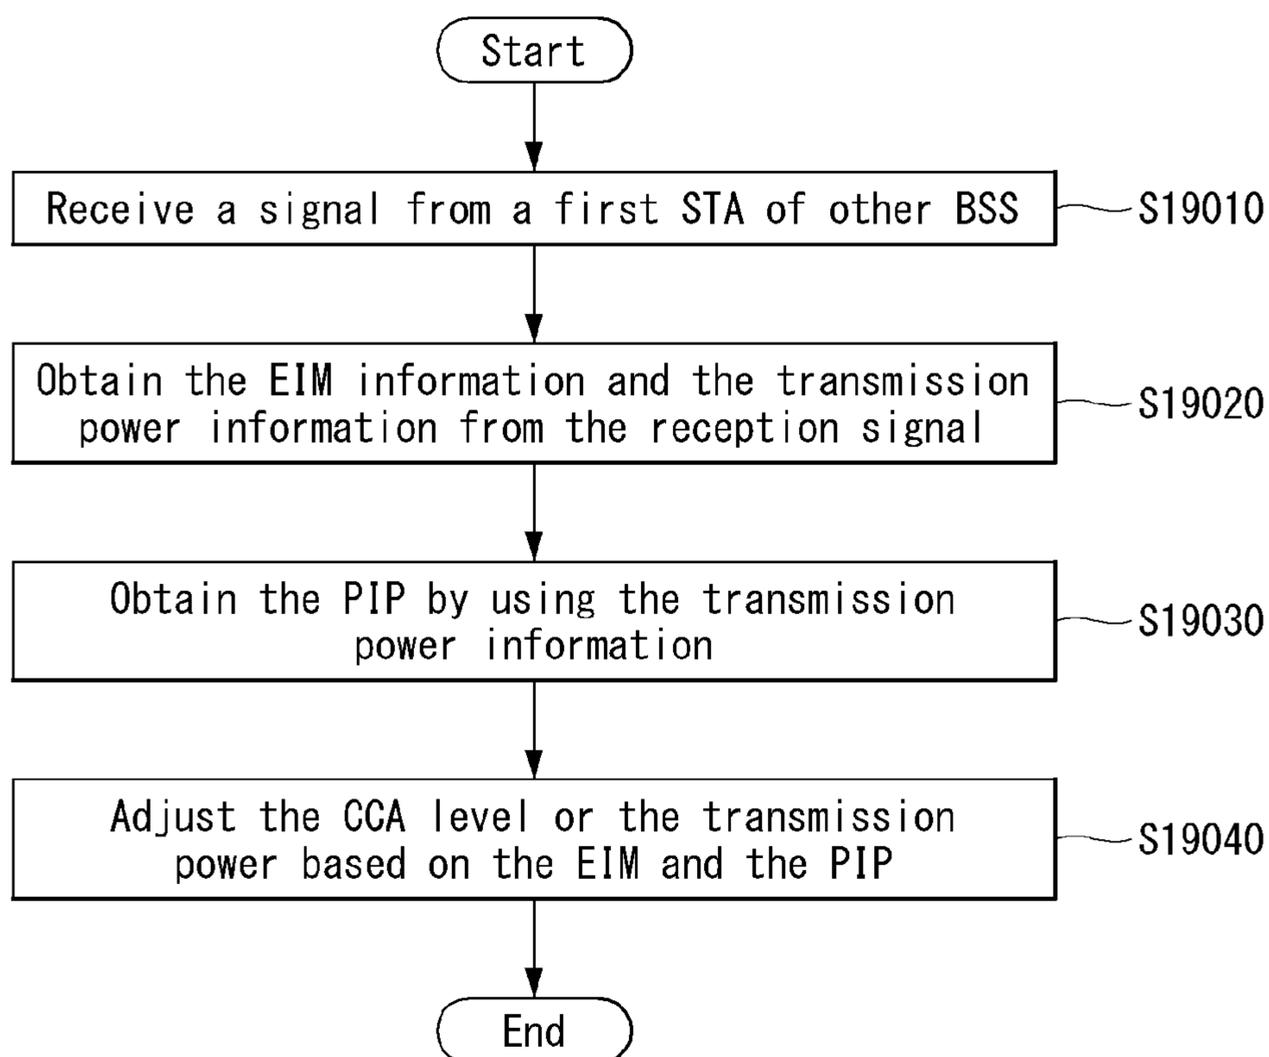 Start
Receive a signal from a first STA of other BSS
S19010
Obtain the EIM information and the transmission
power information from the reception signal
S19020
Obtain the PIP by using the transmission
power information
S19030
Adjust the CCA level or the transmission
power based on the EIM and the PIP
S19040
End